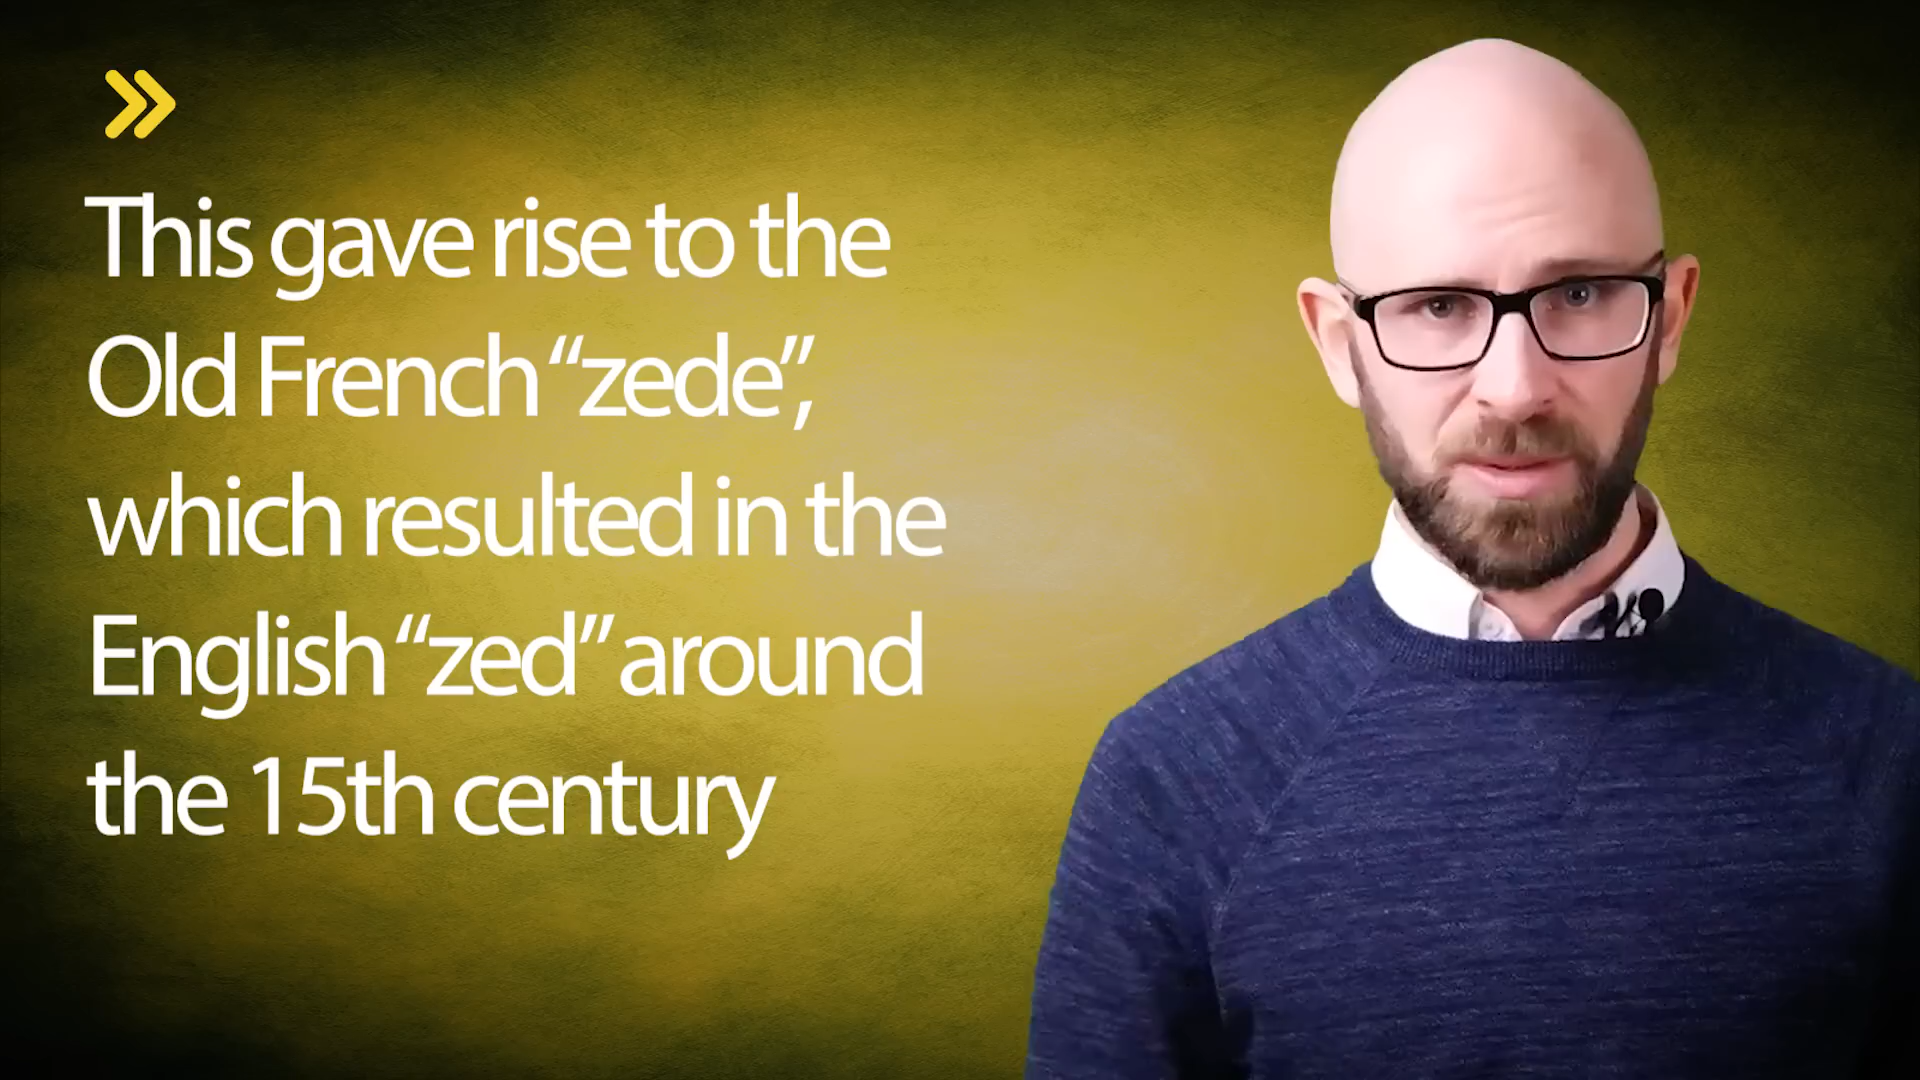 This gave rise to the
Old French “zede”,
which resulted in the
English “zed” around
the 15th century